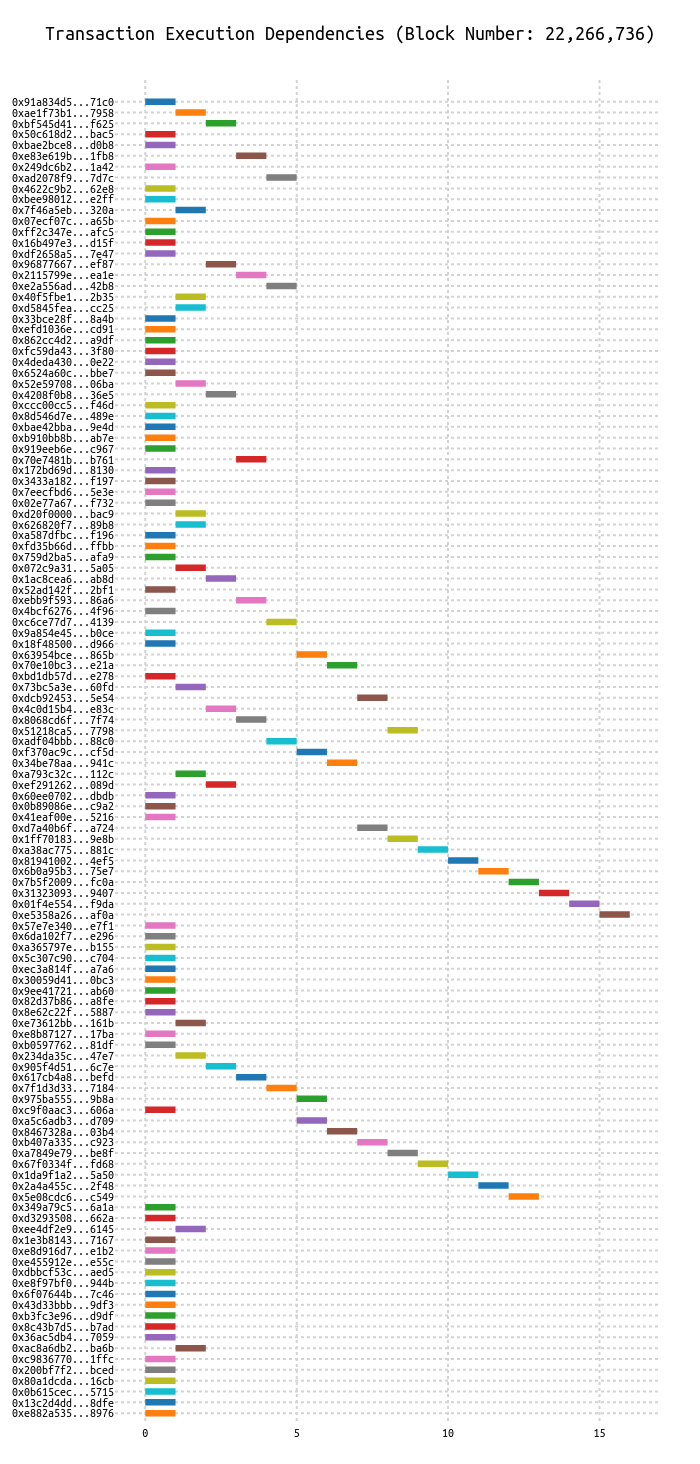 Transaction Execution Dependencies (Block Number: 22,266,736)
0x91a834d5...71c0
0xae1f73b1...7958
0xbf545d41...f625
0x50c618d2...bac5
0xbae2bce8...d0b8
0xe83e619b...1fb8
0x249dc6b2...1a42
0xad2078f9...7d7c
0x4622c9b2...62e8
0xbee98012...e2ff
0x7f46a5eb...320a
0x07ecf07c...a65b
0xff2c347e...afc5
0x16b497e3...d15f
0xdf2658a5...7e47
0x96877667...ef87
0x2115799e...ea1e
0xe2a556ad...42b8
0x40f5fbe1...2b35
0xd5845fea...cc25
0x33bce28f...8a4b
0xefd1036e...cd91
0x862cc4d2...a9df
0xfc59da43...3f80
0x4deda430...0e22
0x6524a60c...bbe7
0x52e59708...06ba
0x4208f0b8...36e5
0xccc00cc5...f46d
0x8d546d7e...489e
0xbae42bba...9e4d
0xb910bb8b...ab7e
0x919eeb6e...c967
0x70e7481b...b761
0x172bd69d...8130
0x3433a182...f197
0x7eecfbd6...5e3e
0x02e77a67...f732
0xd20f0000...bac9
0x626820f7...89b8
0xa587dfbc...f196
0xfd35b66d...ffbb
0x759d2ba5...afa9
0x072c9a31...5a05
0x1ac8cea6...ab8d
0x52ad142f...2bf1
0xebb9f593...86a6
0x4bcf6276...4f96
0xc6ce77d7...4139
0x9a854e45...b0ce
0x18f48500...d966
0x63954bce...865b
0x70e10bc3...e21a
0xbd1db57d...e278
0x73bc5a3e...60fd
0xdcb92453...5e54
0x4c0d15b4...e83c
0x8068cd6f...7f74
0x51218ca5...7798
0xadf04bbb...88c0
0xf370ac9c...cf5d
0x34be78aa...941c
0xa793c32c...112c
0xef291262...089d
0x60ee0702...dbdb
0x0b89086e...c9a2
0x41eaf00e...5216
0xd7a40b6f...a724
0x1ff70183...9e8b
0xa38ac775...881c
0x81941002...4ef5
0x6b0a95b3...75e7
0x7b5f2009...fc0a
0x31323093...9407
0x01f4e554...f9da
0xe5358a26...af0a
0x57e7e340...e7f1
0x6da102f7...e296
0xa365797e...b155
0x5c307c90...c704
0xec3a814f...a7a6
0x30059d41...0bc3
0x9ee41721...ab60
0x82d37b86...a8fe
0x8e62c22f...5887
0xe73612bb...161b
0xe8b87127...17ba
0xb0597762...81df
0x234da35c...47e7
0x905f4d51...6c7e
0x617cb4a8...befd
0x7f1d3d33...7184
0x975ba555...9b8a
0xc9f0aac3...606a
0xa5c6adb3...d709
0x8467328a...03b4
0xb407a335...c923
0xa7849e79...be8f
0x67f0334f...fd68
0x1da9f1a2...5a50
0x2a4a455c...2f48
0x5e08cdc6...c549
0x349a79c5...6a1a
0xd3293508...662a
0xee4df2e9...6145
0x1e3b8143...7167
0xe8d916d7...e1b2
0xe455912e...e55c
0xdbbcf53c...aed5
0xe8f97bf0...944b
0x6f07644b...7c46
0x43d33bbb...9df3
0xb3fc3e96...d9df
0x8c43b7d5...b7ad
0x36ac5db4...7059
0xac8a6db2...ba6b
0xc9836770...1ffc
0x200bf7f2...bced
0x80a1dcda...16cb
0x0b615cec...5715
0x13c2d4dd...8dfe
0xe882a535...8976
0 5 10 15